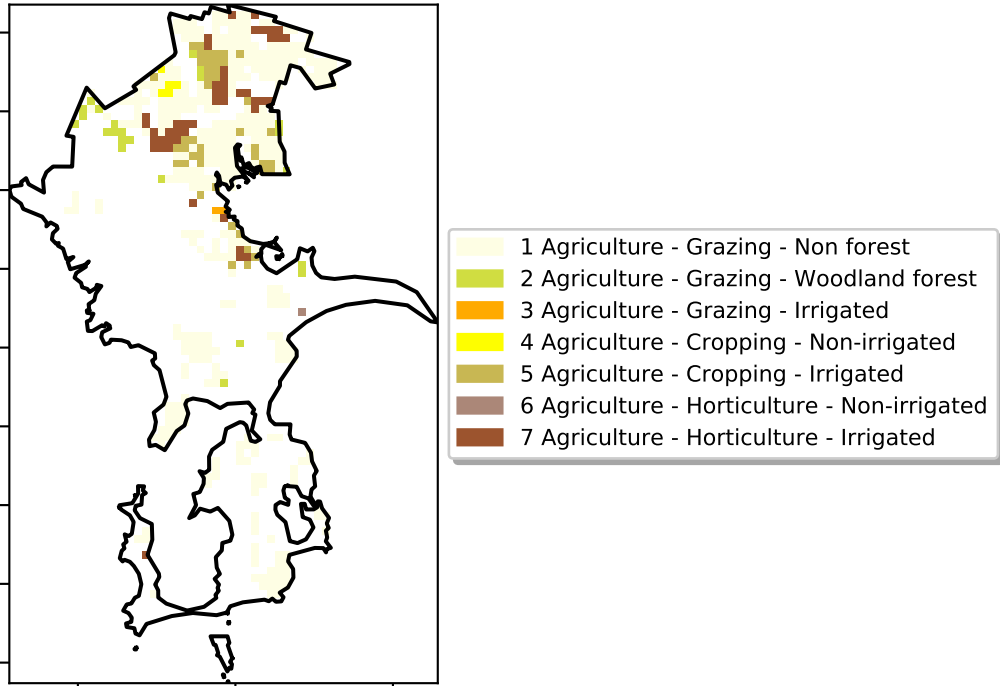 1 Agriculture - Grazing - Non forest
2 Agriculture - Grazing - Woodland forest
3 Agriculture - Grazing - Irrigated
4 Agriculture - Cropping - Non-irrigated
5 Agriculture - Cropping - Irrigated
6 Agriculture - Horticulture - Non-irrigated
7 Agriculture - Horticulture - Irrigated